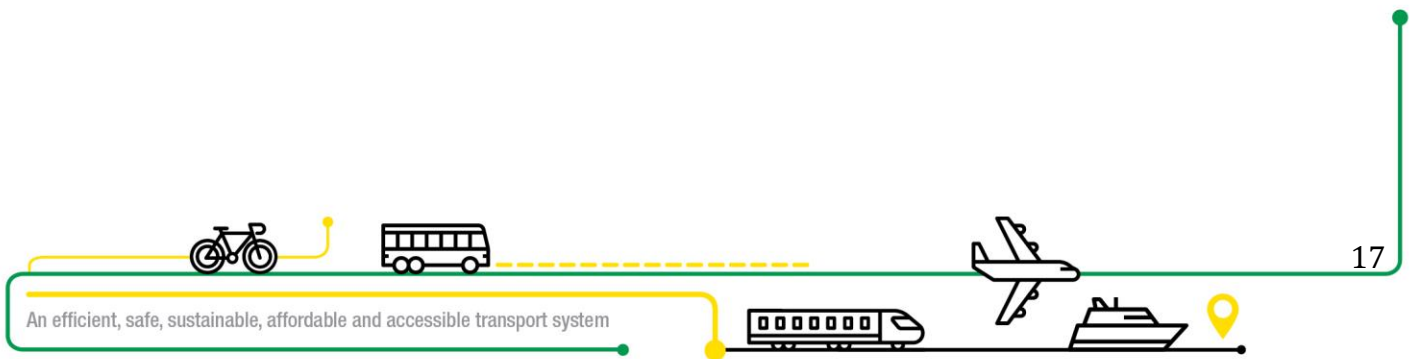 17
An efficient, safe, sustainable, affordable and accessible transport system